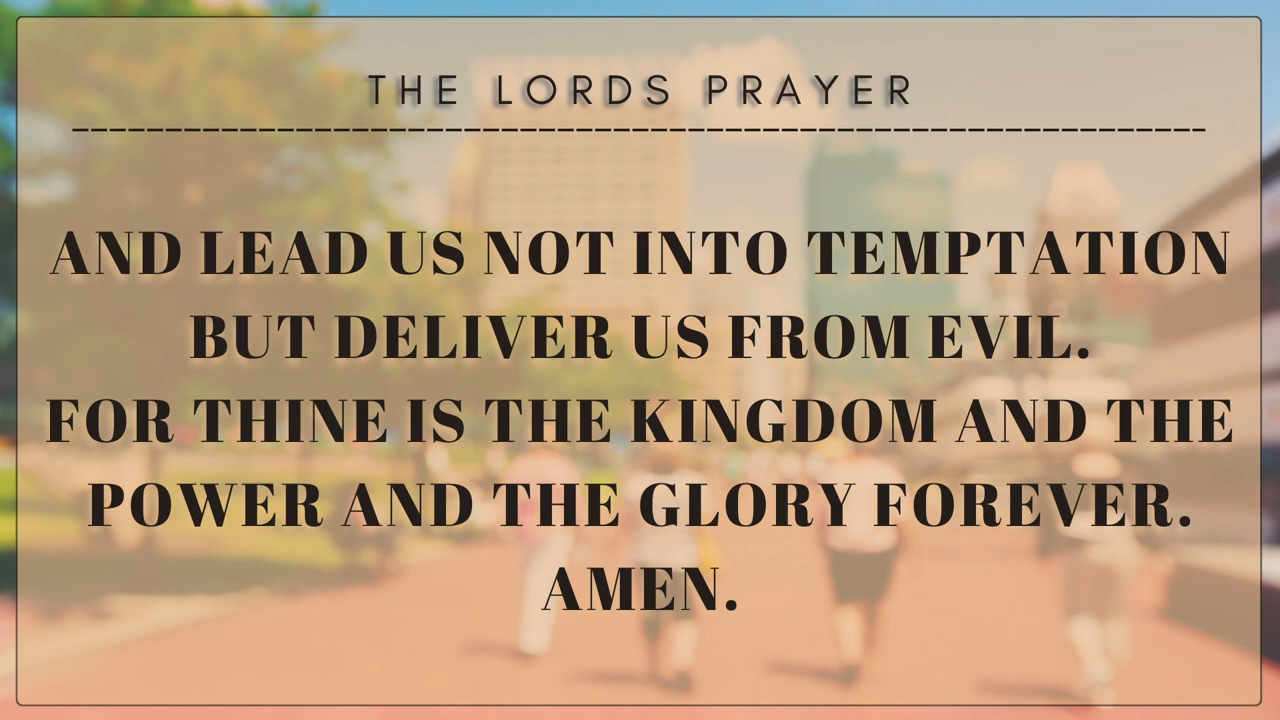 THE LORDS PRAYER
AND LEAD US NOT INTO TEMPTATION
BUT DELIVER US FROM EVIL.
FOR THINE IS THE KINGDOM AND THE
POWER AND THE GLORY FOREVER.
AMEN.